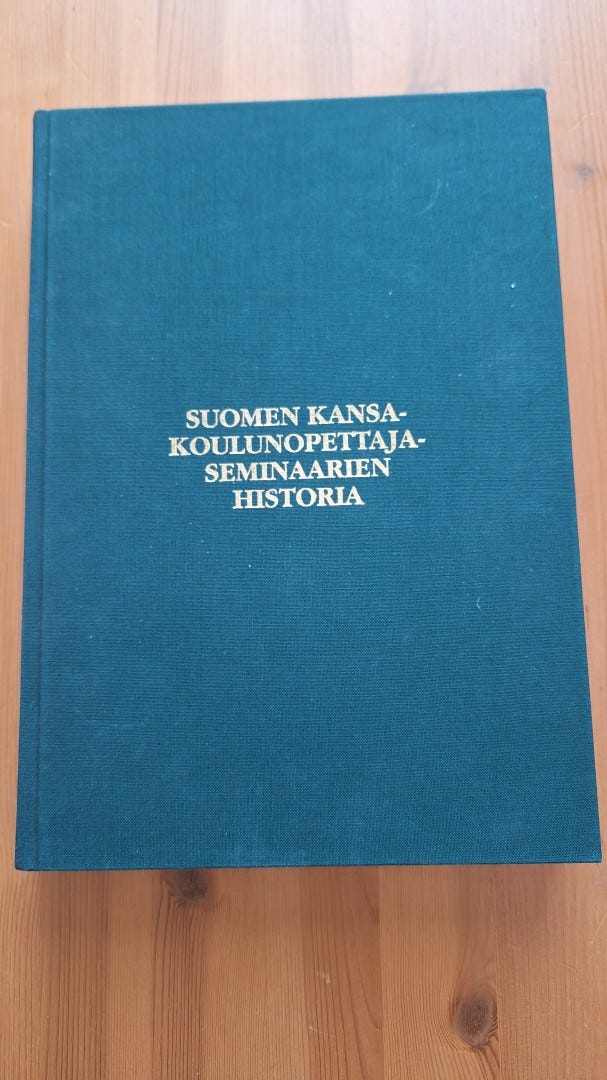 SUOMEN KANSA-
KOULUNOPETTAJA-
SEMINAARIEN
HISTORIA